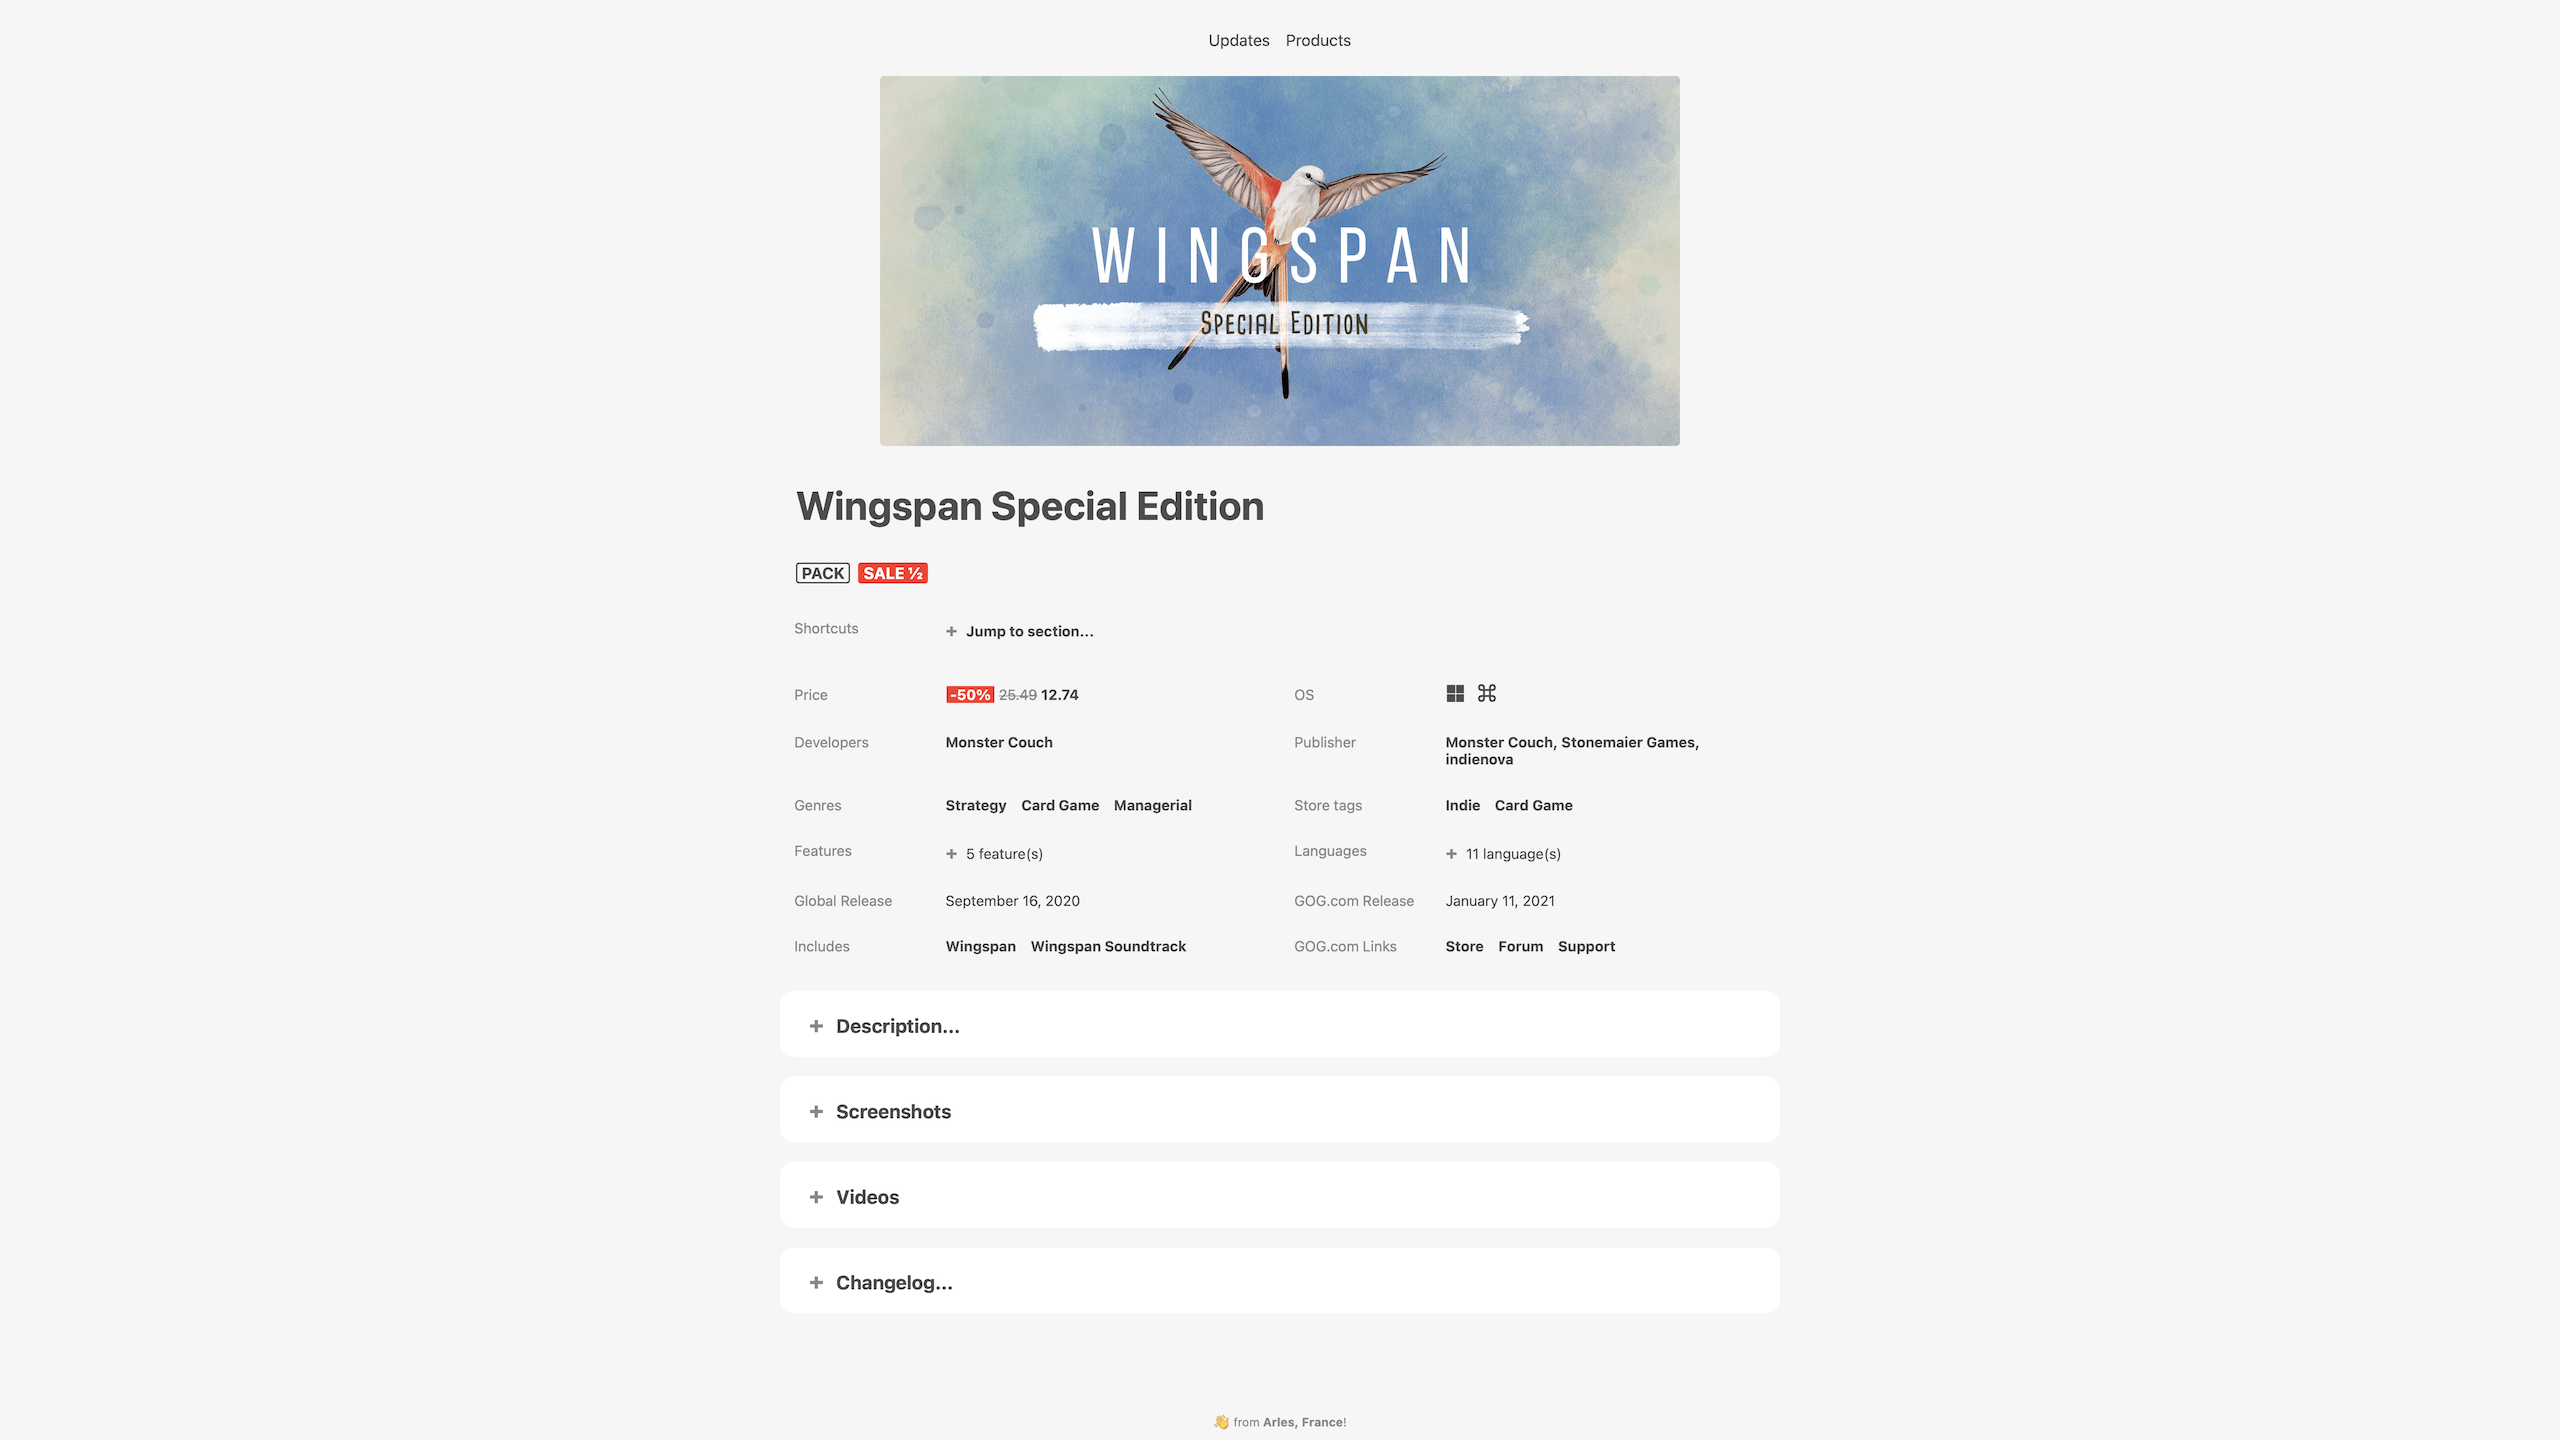 Updates Products
WINGSPAN
SPECIAL EDITION
Wingspan Special Edition
PACK SALE ½
Shortcuts + Jump to section...
Price -50% 25.49 12.74 OS
Developers Monster Couch Publisher Monster Couch, Stonemaier Games,
indienova
Genres Strategy Card Game Managerial Store tags Indie Card Game
Features + 5 feature(s) Languages + 11 language(s)
Global Release September 16, 2020 GOG.com Release January 11, 2021
Includes Wingspan Wingspan Soundtrack GOG.com Links Store Forum Support
+ Description...
+ Screenshots
+ Videos
+ Changelog...
👋 from Arles, France!